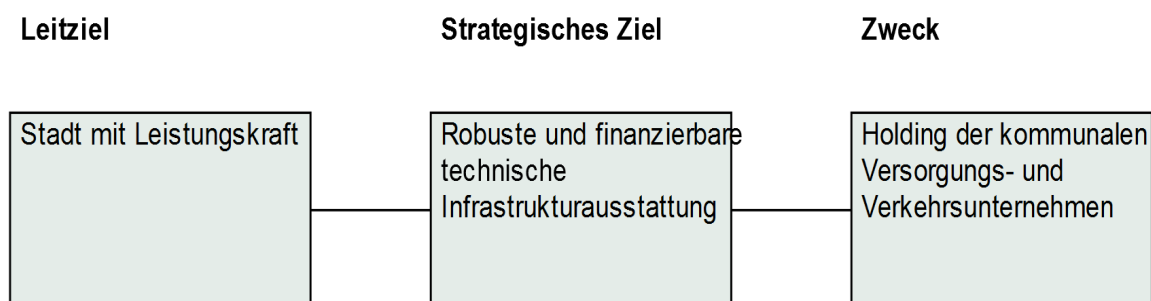 Leitziel
Strategisches Ziel
Zweck
Stadt mit Leistungskraft
Robuste und finanzierbare
technische
Infrastrukturausstattung
Holding der kommunalen
Versorgungs- und
Verkehrsunternehmen